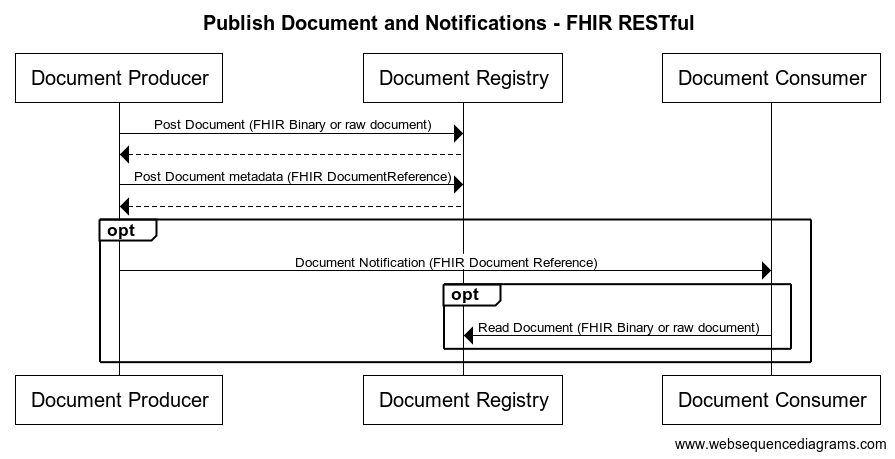 Publish Document and Notifications - FHIR RESTful
Document Producer Document Registry Document Consumer
Post Document (FHIR Binary or raw document)
Post Document metadata (FHIR DocumentReference)
opt
Document Notification (FHIR Document Reference)
opt
Read Document (FHIR Binary or raw document)
Document Producer Document Registry Document Consumer
www.websequencediagrams.com